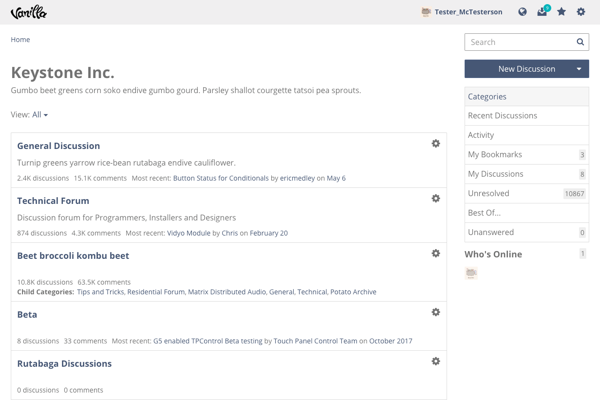 Vanilla
Tester_McTesterson
Home
Keystone Inc.
Gumbo beet greens corn soko endive gumbo gourd. Parsley shallot courgette tatsoi pea sprouts.
View: All
General Discussion
Turnip greens yarrow rice-bean rutabaga endive cauliflower.
2.4K discussions 15.1K comments Most recent: Button Status for Conditionals by ericmedley on May 6
Technical Forum
Discussion forum for Programmers, Installers and Designers
874 discussions 4.3K comments Most recent: Vidyo Module by Chris on February 20
Beet broccoli kombu beet
10.8K discussions 63.5K comments
Child Categories: Tips and Tricks, Residential Forum, Matrix Distributed Audio, General, Technical, Potato Archive
Beta
8 discussions 33 comments Most recent: G5 enabled TPControl Beta testing by Touch Panel Control Team on October 2017
Rutabaga Discussions
0 discussions 0 comments
Search
New Discussion
Categories
Recent Discussions
Activity
My Bookmarks 3
My Discussions 6
Unresolved 10867
Best Of...
Unanswered 0
Who's Online 1